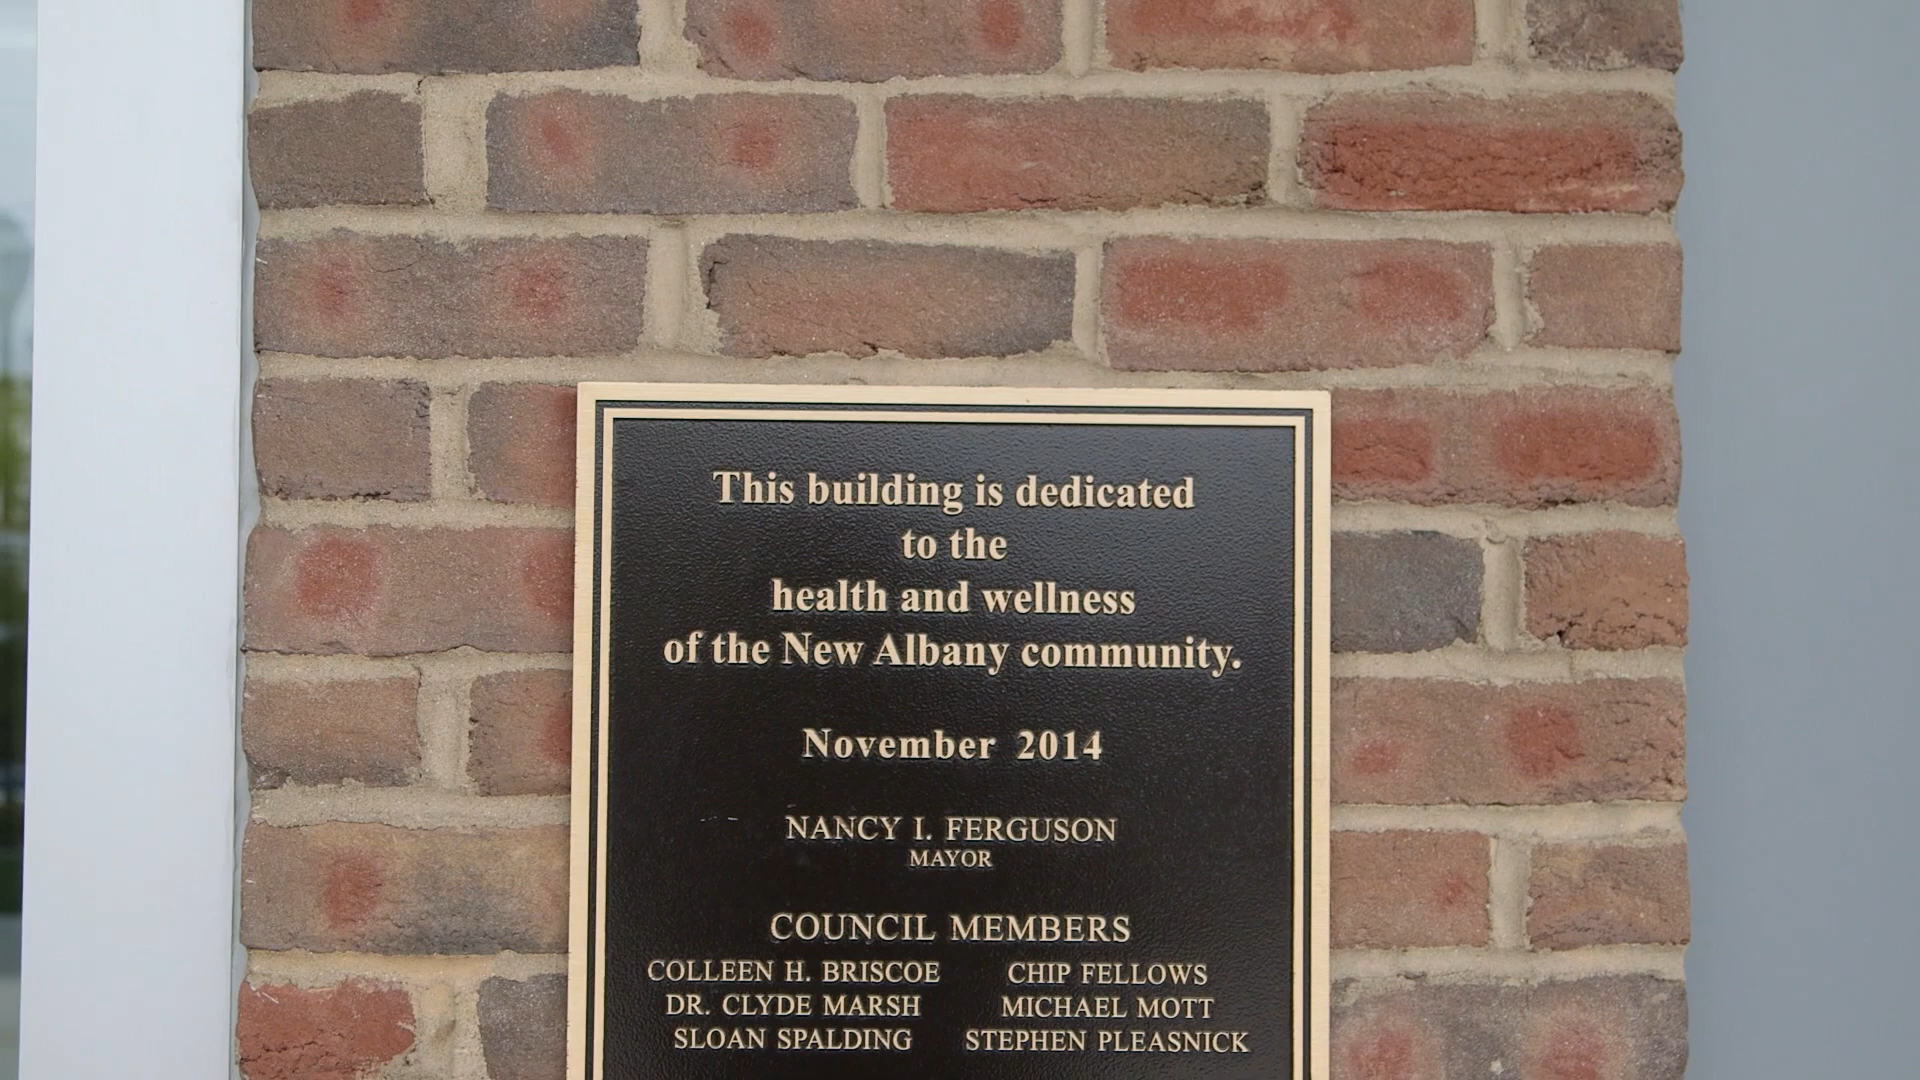 This building is dedicated
to the
health and wellness
of the New Albany community.
November 2014
NANCY I. FERGUSON
MAYOR
COUNCIL MEMBERS
COLLEEN H. BRISCOE CHIP FELLOWS
DR. CLYDE MARSH MICHAEL MOTT
SLOAN SPALDING STEPHEN PLEASNICK